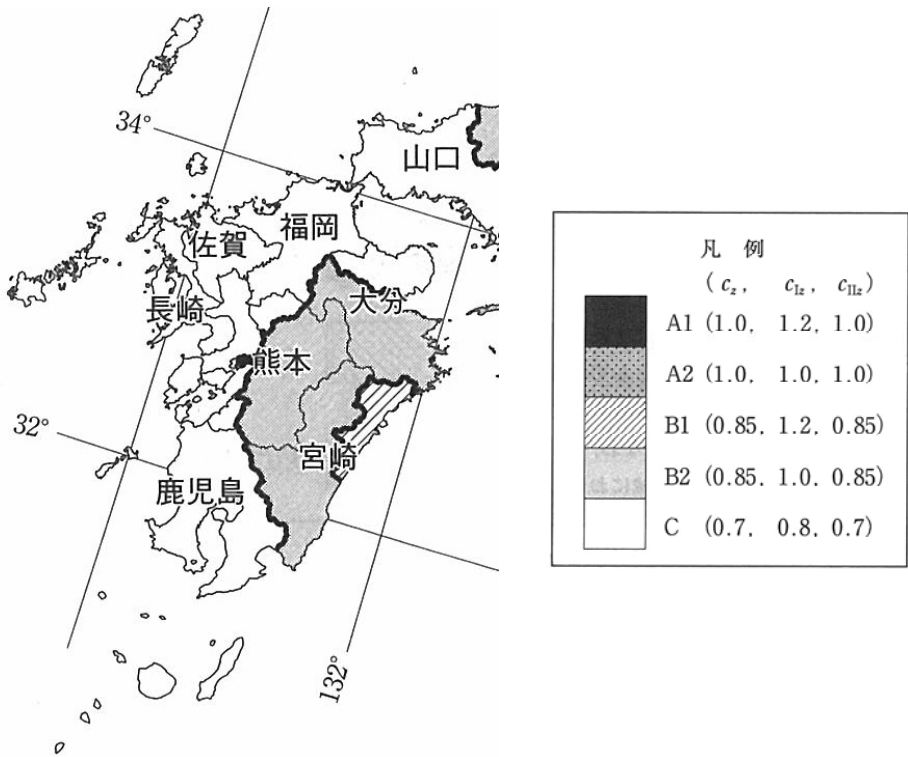 34°
山口
福岡
佐賀
大分
長崎
熊本
32°
宮崎
鹿児島
132°
凡 例
(cz, cIz, cIIz)
A1 (1.0, 1.2, 1.0)
A2 (1.0, 1.0, 1.0)
B1 (0.85, 1.2, 0.85)
B2 (0.85, 1.0, 0.85)
C (0.7, 0.8, 0.7)